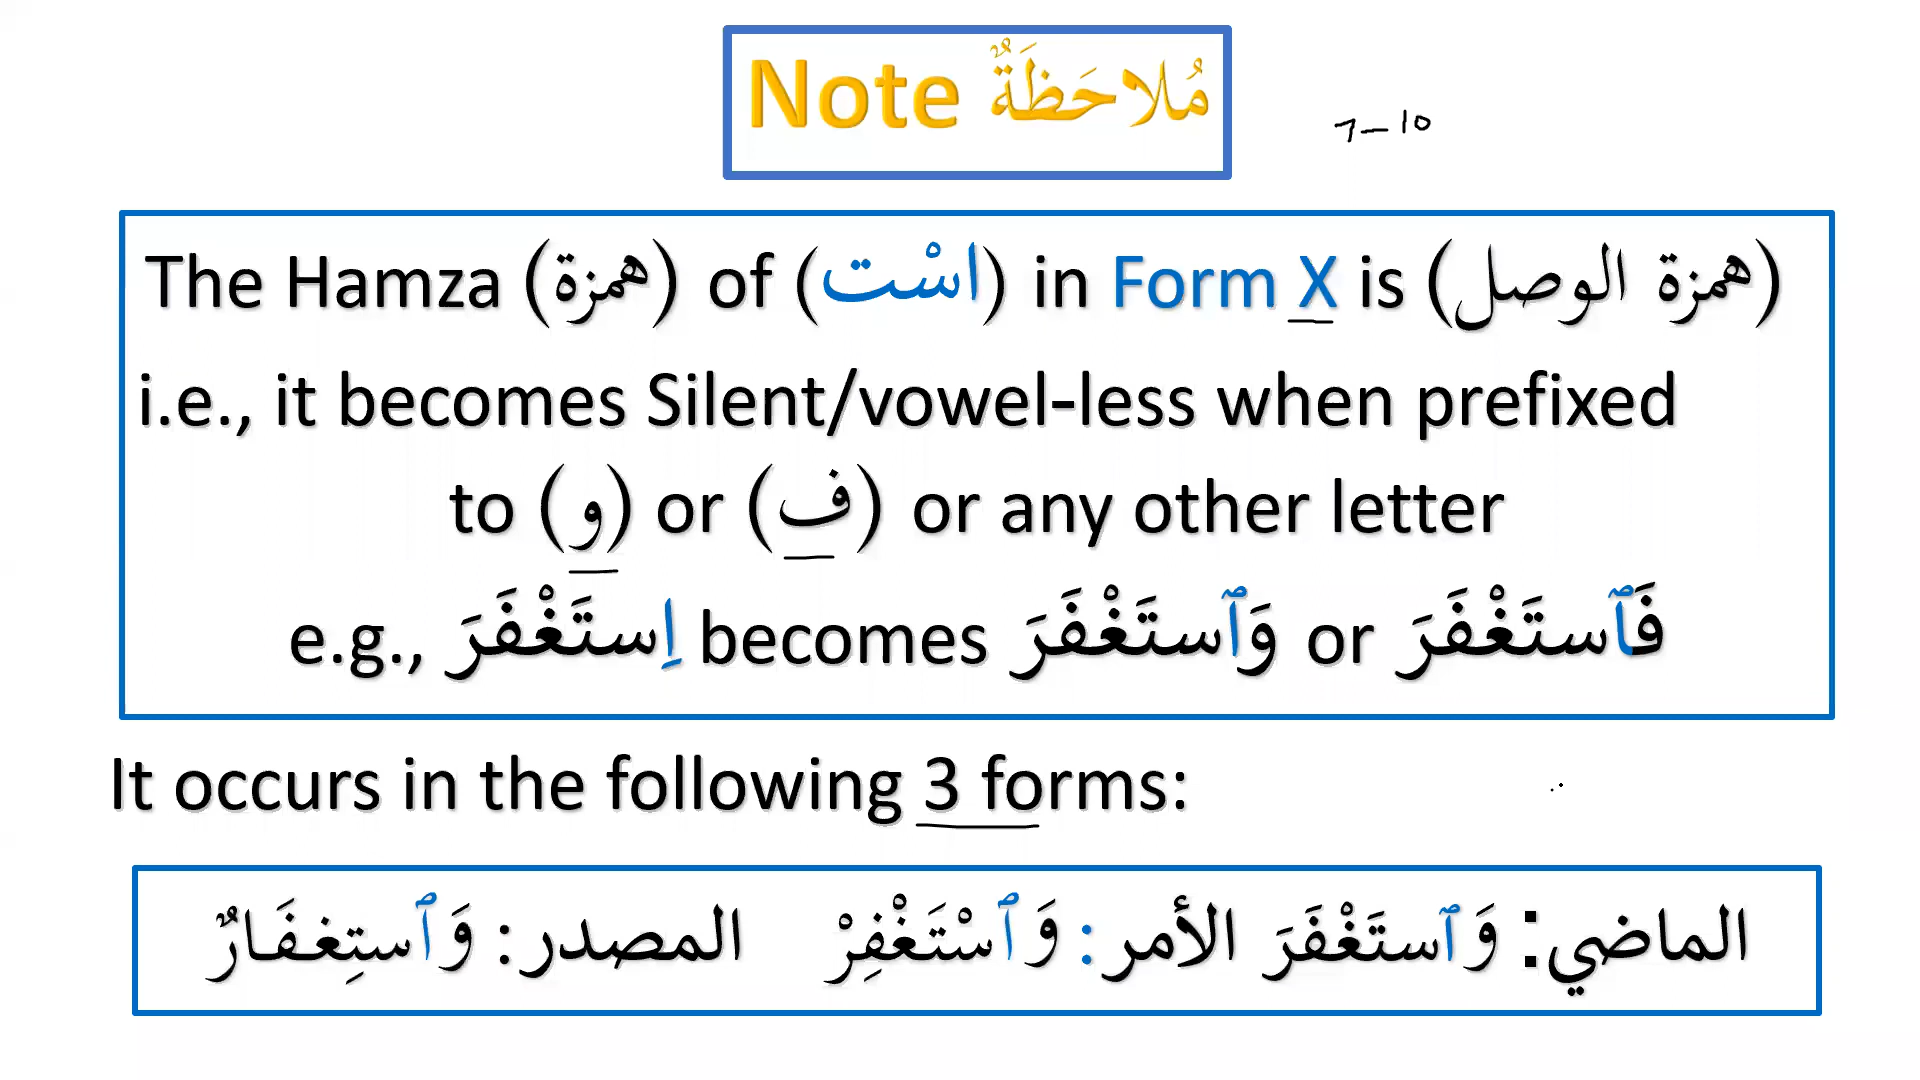 Note مُلاحَظَةٌ
7-10
The Hamza (همزة) of (اسْت) in Form X is (همزة الوصل)
i.e., it becomes Silent/vowel-less when prefixed
to (و) or (ف) or any other letter
e.g., اِستَغْفَرَ becomes وَٱستَغْفَرَ or فَٱستَغْفَرَ
It occurs in the following 3 forms:
الماضي: وَٱستَغْفَرَ الأمر: وَٱسْتَغْفِرْ المصدر: وَٱستِغفَارٌ